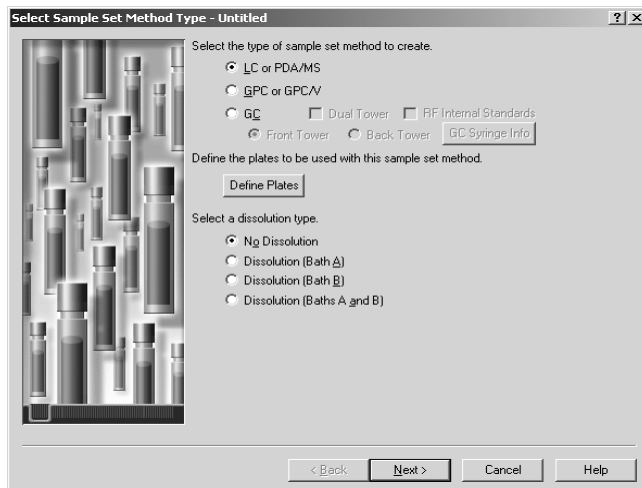 Select Sample Set Method Type - Untitled
Select the type of sample set method to create.
LC or PDA/MS
GPC or GPC/V
GC Dual Tower RF Internal Standards
Front Tower Back Tower GC Syringe Info
Define the plates to be used with this sample set method.
Define Plates
Select a dissolution type.
No Dissolution
Dissolution (Bath A)
Dissolution (Bath B)
Dissolution (Baths A and B)
< Back Next > Cancel Help